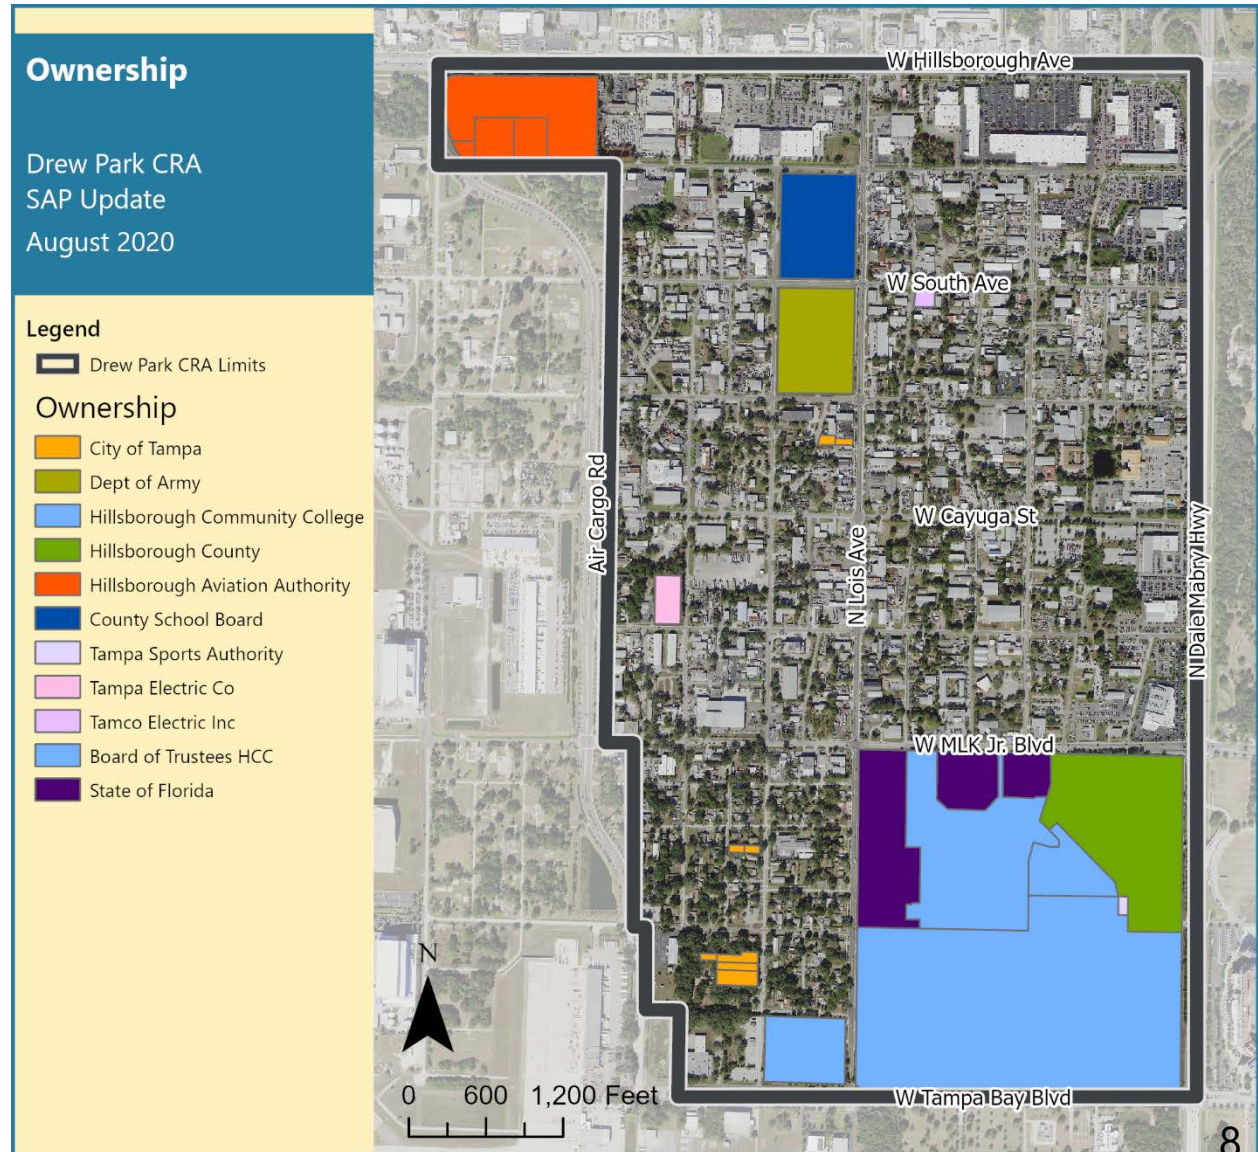 Ownership
Drew Park CRA
SAP Update
August 2020
Legend
Drew Park CRA Limits
Ownership
City of Tampa
Dept of Army
Hillsborough Community College
Hillsborough County
Hillsborough Aviation Authority
County School Board
Tampa Sports Authority
Tampa Electric Co
Tamco Electric Inc
Board of Trustees HCC
State of Florida
W Hillsborough Ave
W South Ave
Air Cargo Rd
W Cayuga St
N Lois Ave
N Dale Mabry Hwy
W MLK Jr. Blvd
W Tampa Bay Blvd
N
0 600 1,200 Feet
8